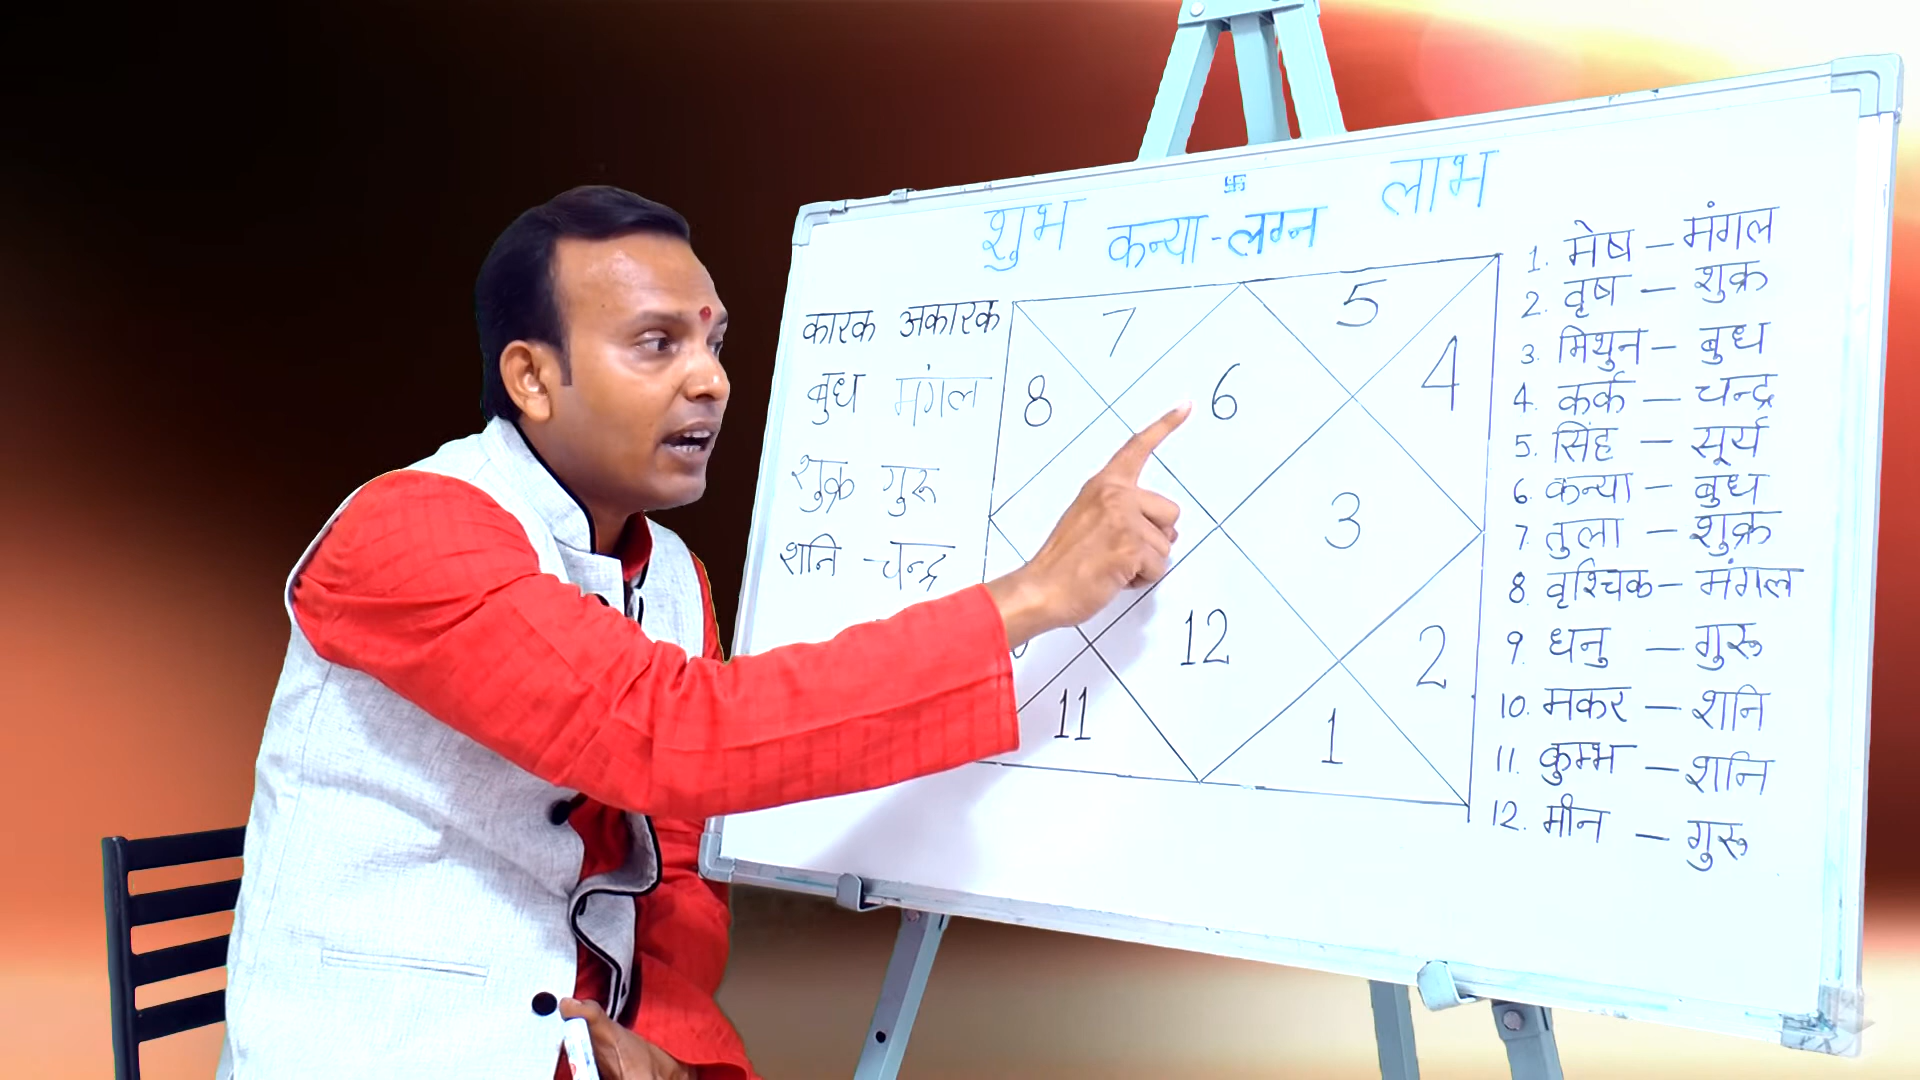 शुभ 卐 लाभ
कन्या-लग्न
कारक अकारक
बुध मंगल
शुक्र गुरू
शनि -चन्द्र
7
5
8
6
4
3
12
2
11
1
1. मेष – मंगल
2. वृष – शुक्र
3. मिथुन – बुध
4. कर्क – चन्द्र
5. सिंह – सूर्य
6. कन्या – बुध
7. तुला – शुक्र
8. वृश्चिक – मंगल
9. धनु – गुरू
10. मकर – शनि
11. कुम्भ – शनि
12. मीन – गुरू